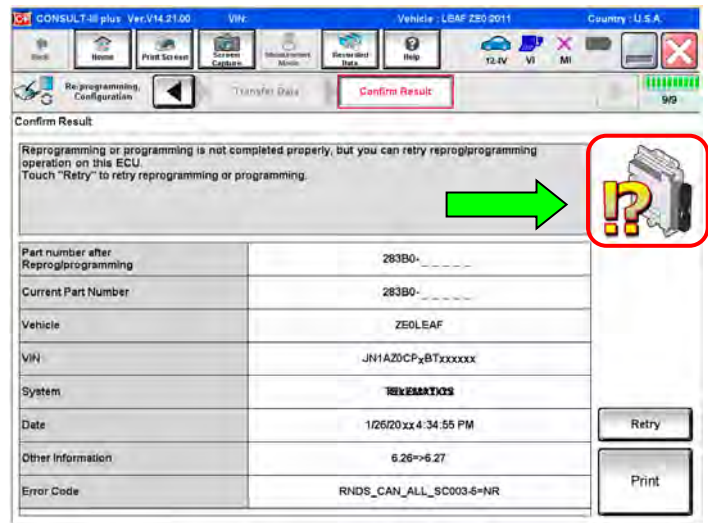 CONSULT-III plus Ver.V14.21.00 VIN: Vehicle : LEAF ZE0 2011 Country : U.S.A.
Back Home Print Screen Screen Capture Measurement Mode Recorded Data Help 12.4V VI MI
Re/programming, Configuration Transfer Data Confirm Result 9/9
Confirm Result
Reprogramming or programming is not completed properly, but you can retry reprog/programming
operation on this ECU.
Touch "Retry" to retry reprogramming or programming.
!?
Part number after
Reprog/programming
283B0-_ _ _ _ _
Current Part Number
283B0-_ _ _ _ _
Vehicle
ZE0LEAF
VIN
JN1AZ0CPxBTxxxxxx
System
Date
1/26/20xx 4:34:55 PM
Other Information
6.26=>6.27
Error Code
RNDS_CAN_ALL_SC003-5=NR
Retry
Print